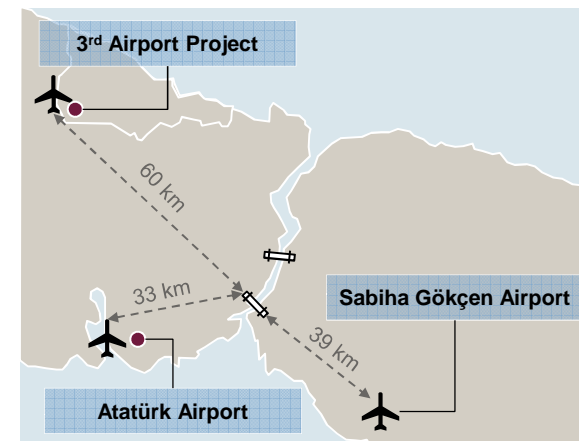 3rd Airport Project
60 km
33 km
Sabiha Gökçen Airport
39 km
Atatürk Airport